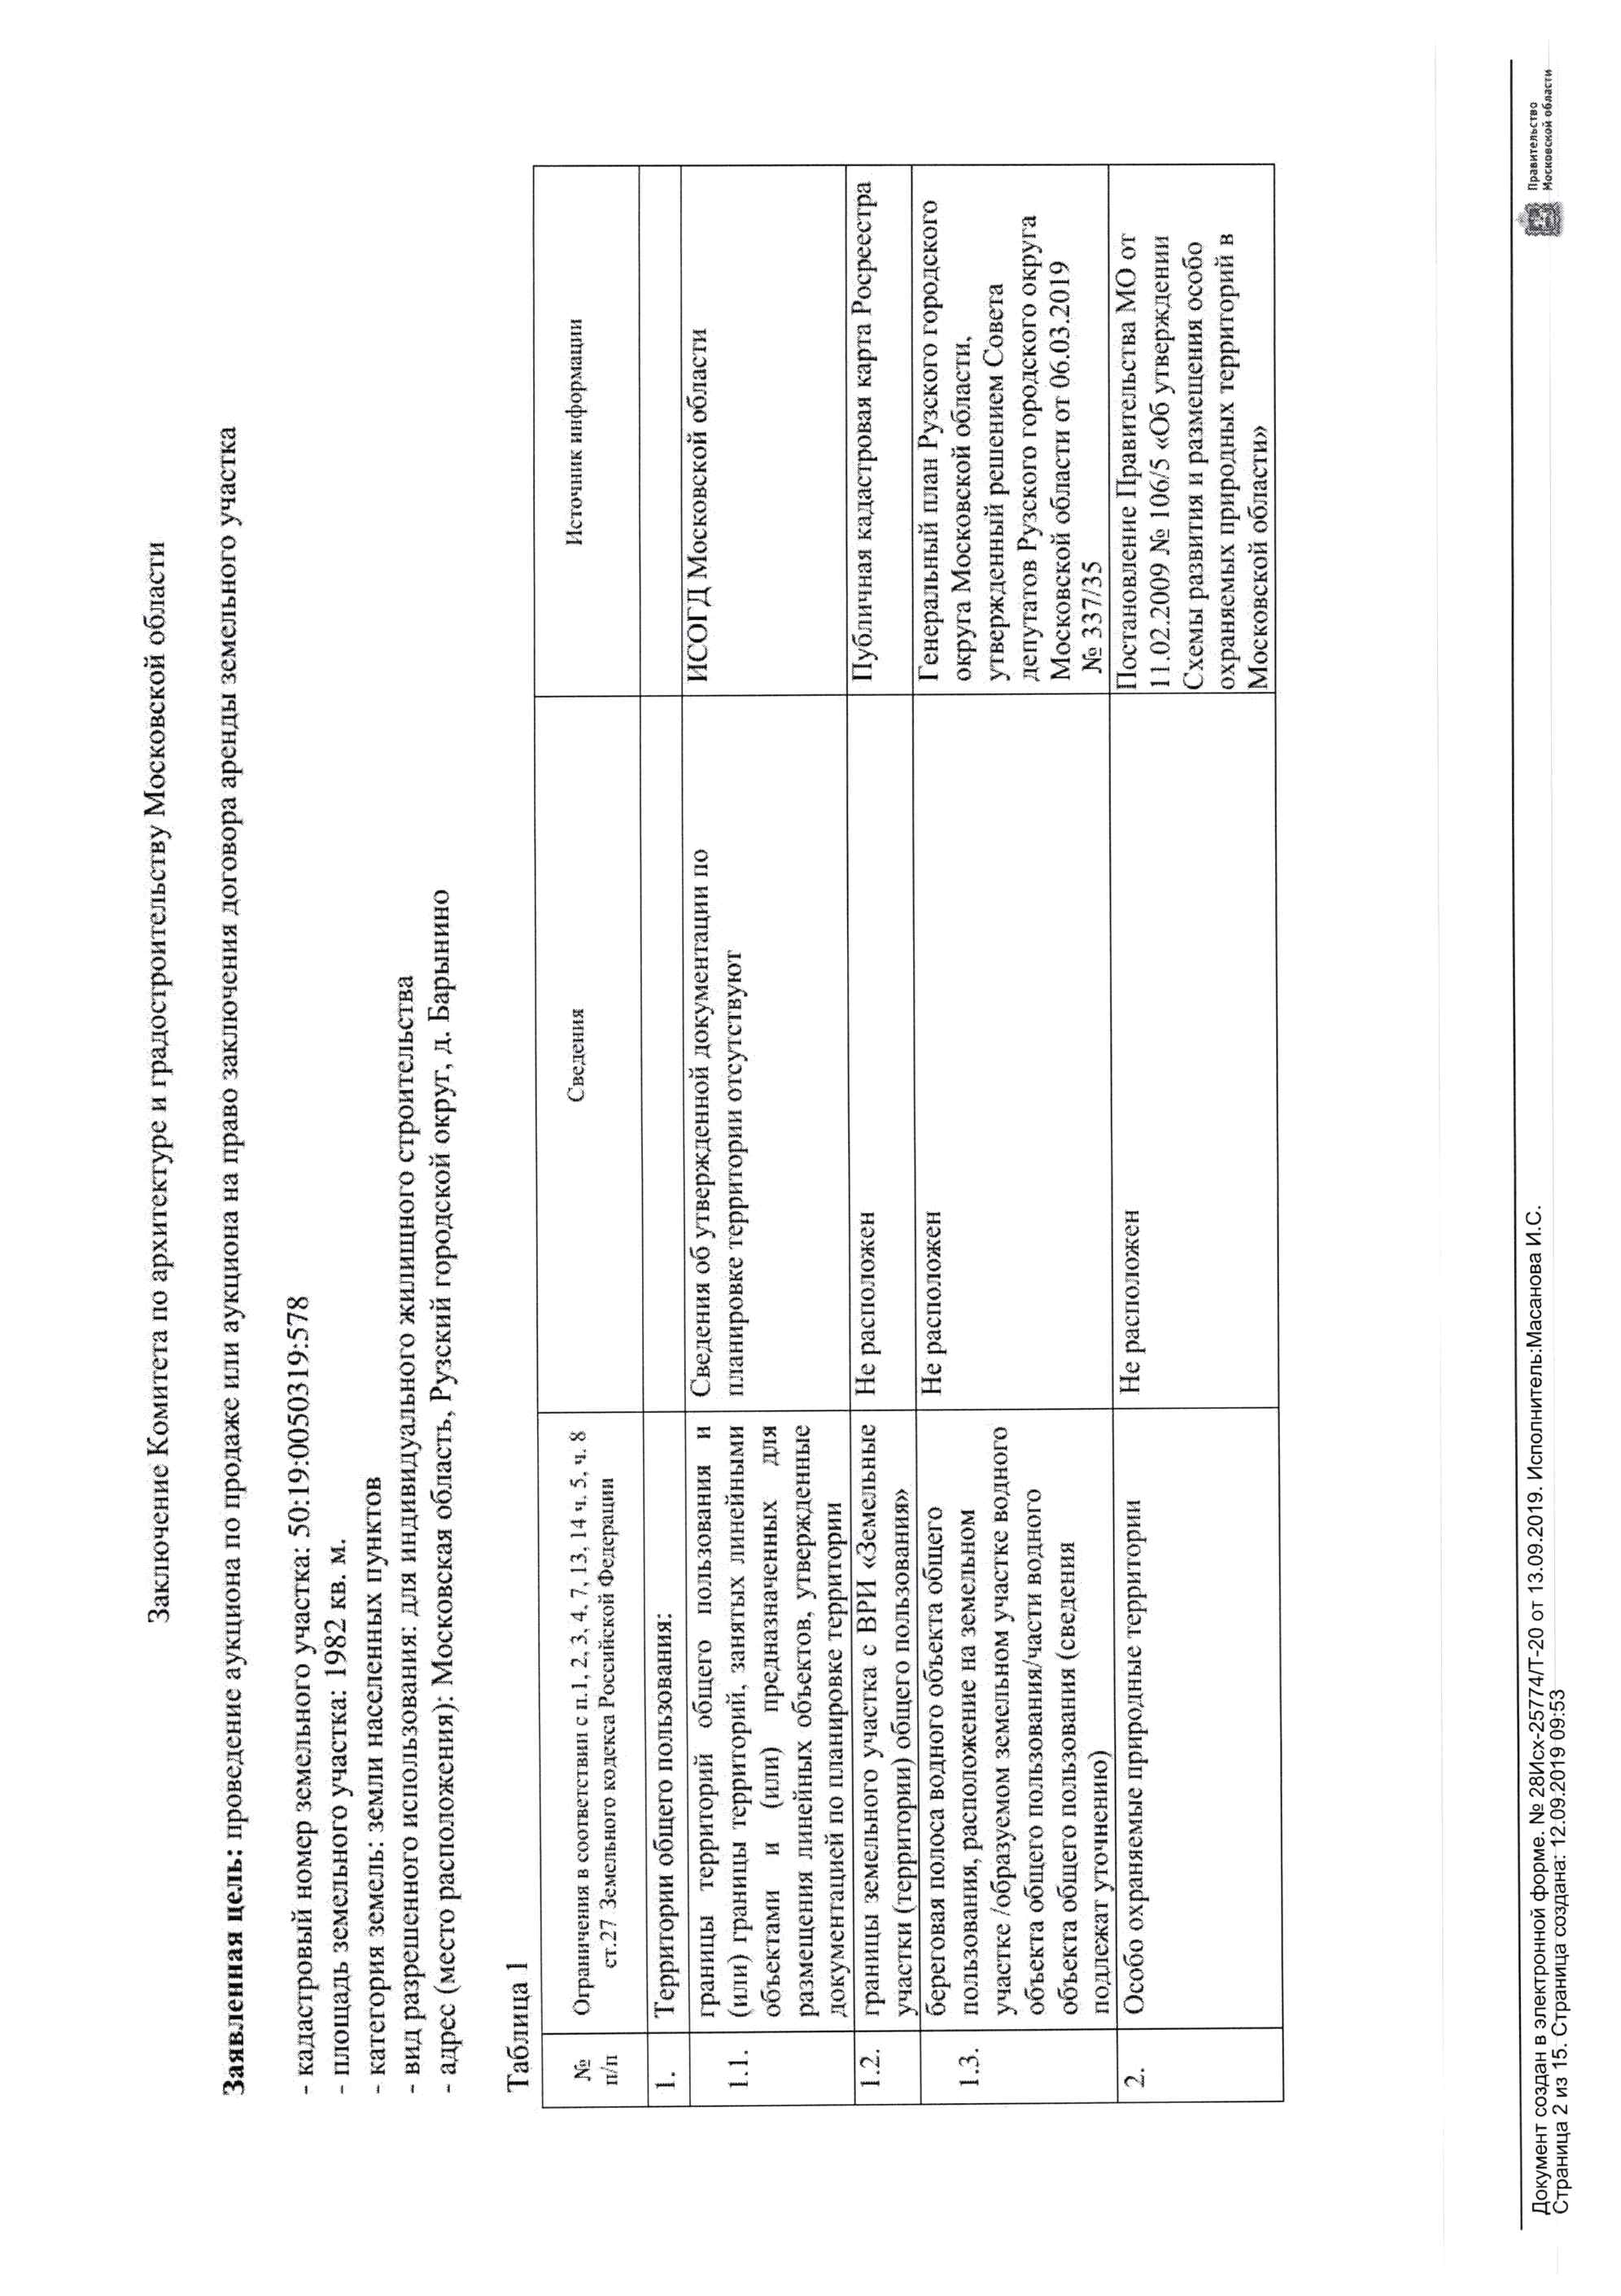 Заключение Комитета по архитектуре и градостроительству Московской области
Заявленная цель: проведение аукциона по продаже или аукциона на право заключения договора аренды земельного участка
- кадастровый номер земельного участка: 50:19:0050319:578
- площадь земельного участка: 1982 кв. м.
- категория земель: земли населенных пунктов
- вид разрешенного использования: для индивидуального жилищного строительства
- адрес (место расположения): Московская область, Рузский городской округ, д. Барынино
Таблица 1
№
п/п
Ограничения в соответствии с п.1, 2, 3, 4, 7, 13, 14 ч. 5, ч. 8
ст.27 Земельного кодекса Российской Федерации
Сведения
Источник информации
1.
Территории общего пользования:
1.1.
границы территорий общего пользования и
(или) границы территорий, занятых линейными
объектами и (или) предназначенных для
размещения линейных объектов, утвержденные
документацией по планировке территории
Сведения об утвержденной документации по
планировке территории отсутствуют
ИСОГД Московской области
1.2.
границы земельного участка с ВРИ «Земельные
участки (территории) общего пользования»
Не расположен
Публичная кадастровая карта Росреестра
1.3.
береговая полоса водного объекта общего
пользования, расположение на земельном
участке /образуемом земельном участке водного
объекта общего пользования/части водного
объекта общего пользования (сведения
подлежат уточнению)
Не расположен
Генеральный план Рузского городского
округа Московской области,
утвержденный решением Совета
депутатов Рузского городского округа
Московской области от 06.03.2019
№ 337/35
2.
Особо охраняемые природные территории
Не расположен
Постановление Правительства МО от
11.02.2009 № 106/5 «Об утверждении
Схемы развития и размещения особо
охраняемых природных территорий в
Московской области»
Документ создан в электронной форме. № 28Исх-25774/Т-20 от 13.09.2019. Исполнитель:Масанова И.С.
Страница 2 из 15. Страница создана: 12.09.2019 09:53
Правительство
Московской области